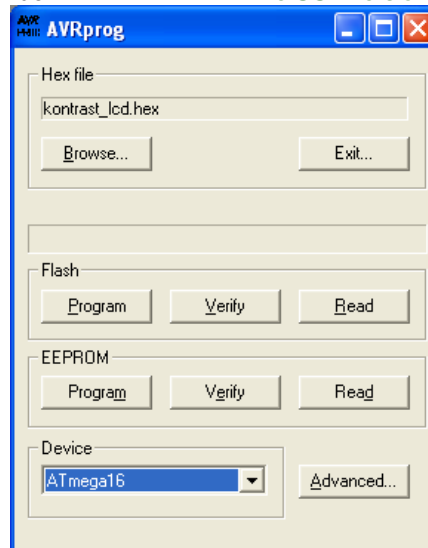 AVRprog
Hex file
kontrast_lcd.hex
Browse... Exit...
Flash
Program Verify Read
EEPROM
Program Verify Read
Device
ATmega16 Advanced...